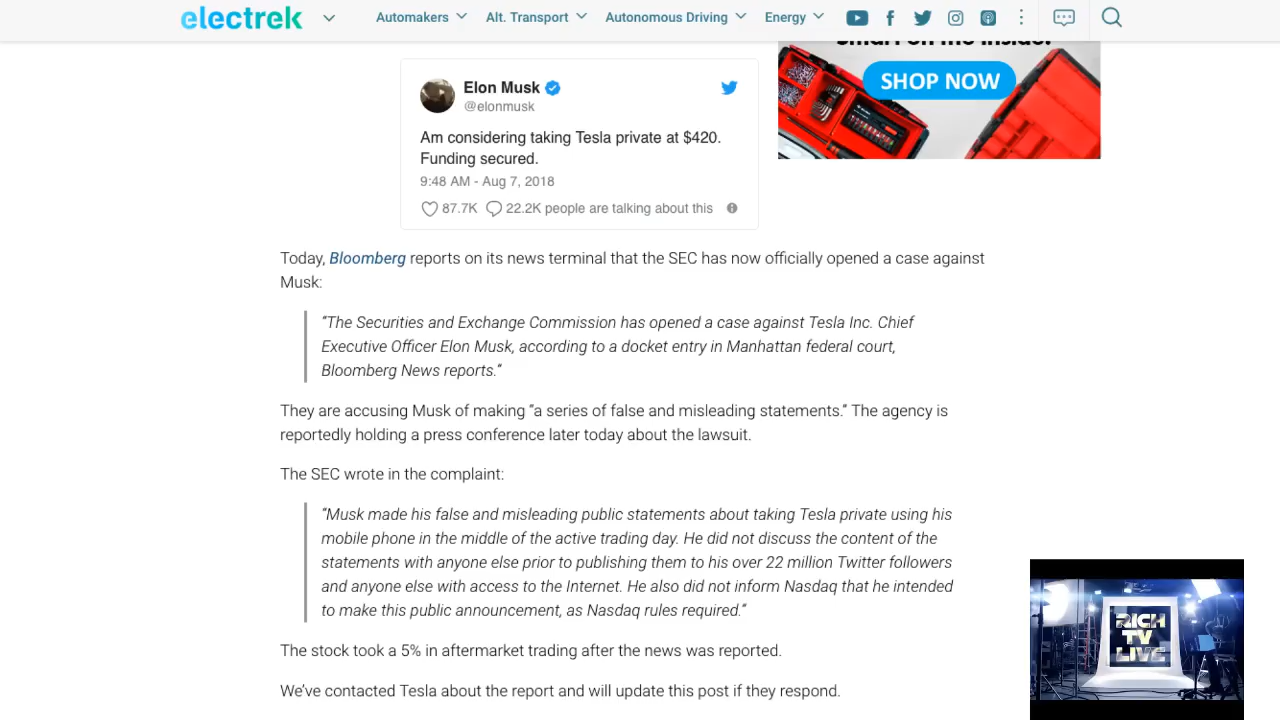 electrek
Automakers
Alt. Transport
Autonomous Driving
Energy
Smart on the inside.
SHOP NOW
Elon Musk
@elonmusk
Am considering taking Tesla private at $420.
Funding secured.
9:48 AM - Aug 7, 2018
87.7K 22.2K people are talking about this
Today, Bloomberg reports on its news terminal that the SEC has now officially opened a case against
Musk:
“The Securities and Exchange Commission has opened a case against Tesla Inc. Chief
Executive Officer Elon Musk, according to a docket entry in Manhattan federal court,
Bloomberg News reports.“
They are accusing Musk of making “a series of false and misleading statements.” The agency is
reportedly holding a press conference later today about the lawsuit.
The SEC wrote in the complaint:
“Musk made his false and misleading public statements about taking Tesla private using his
mobile phone in the middle of the active trading day. He did not discuss the content of the
statements with anyone else prior to publishing them to his over 22 million Twitter followers
and anyone else with access to the Internet. He also did not inform Nasdaq that he intended
to make this public announcement, as Nasdaq rules required.“
The stock took a 5% in aftermarket trading after the news was reported.
We’ve contacted Tesla about the report and will update this post if they respond.
RICH
TV
LIVE